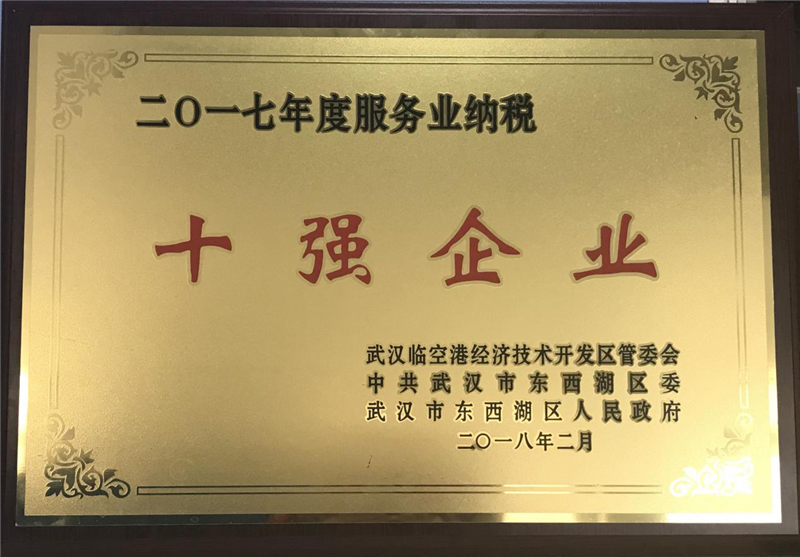 二〇一七年度服务业纳税
十强企业
武汉临空港经济技术开发区管委会
中共武汉市东西湖区委
武汉市东西湖区人民政府
二〇一八年二月